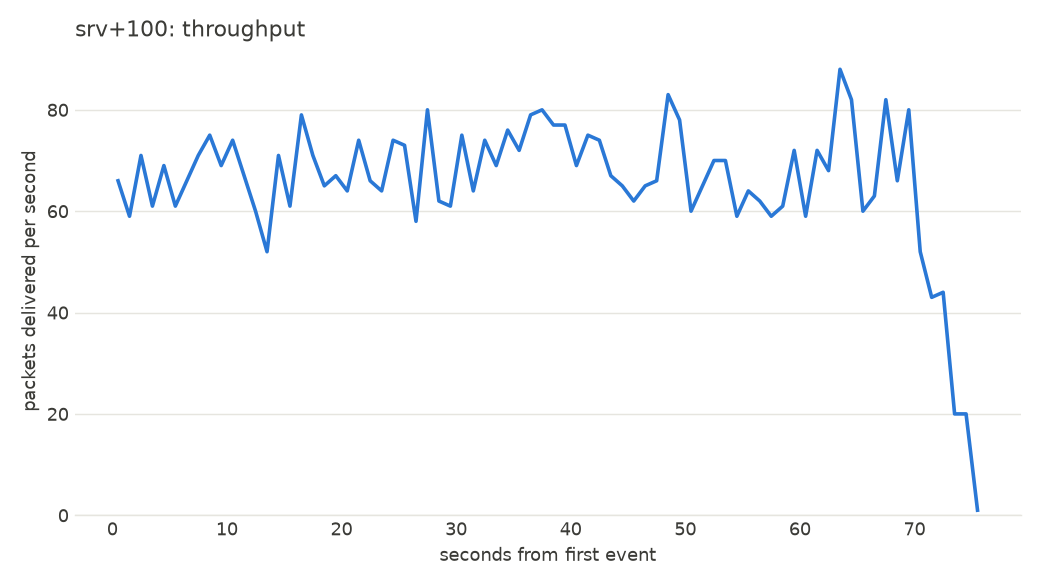 srv+100: throughput
packets delivered per second
80
60
40
20
0
0 10 20 30 40 50 60 70
seconds from first event